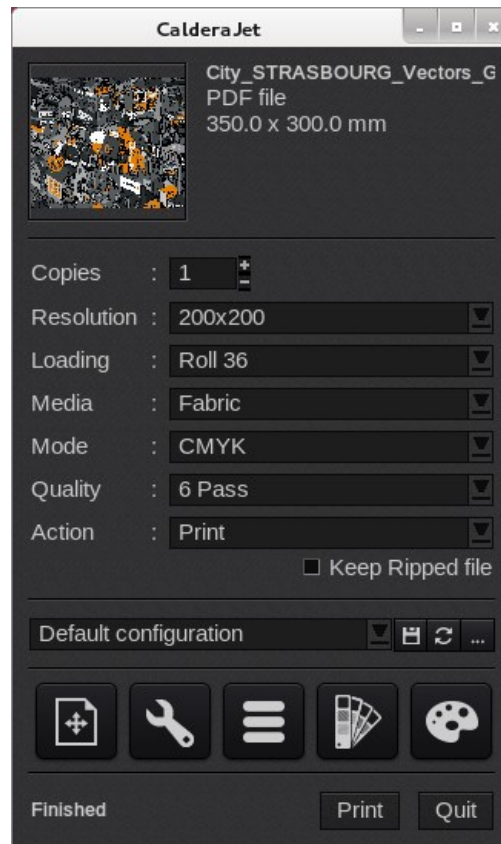 CalderaJet
City_STRASBOURG_Vectors_G
PDF file
350.0 x 300.0 mm
Copies : 1
Resolution : 200x200
Loading : Roll 36
Media : Fabric
Mode : CMYK
Quality : 6 Pass
Action : Print
Keep Ripped file
Default configuration ...
Finished Print Quit